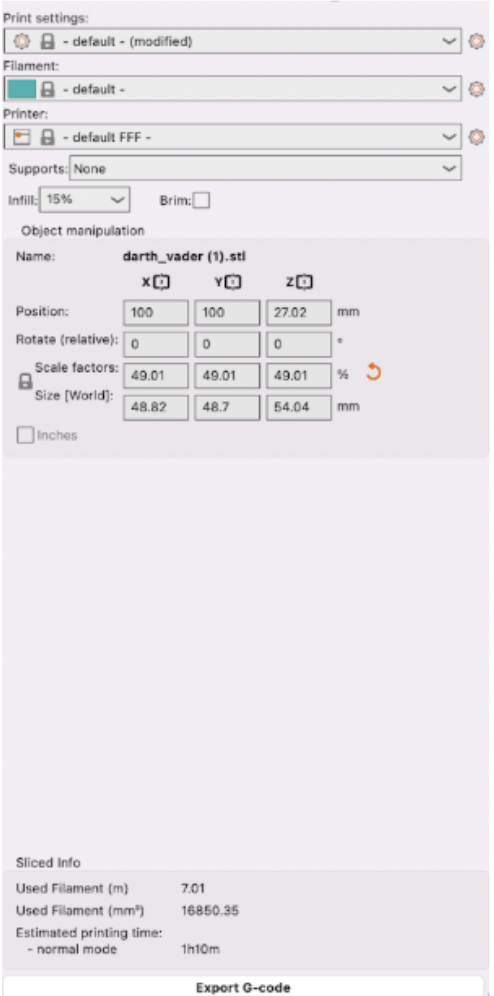 Print settings:
- default - (modified)
Filament:
- default -
Printer:
- default FFF -
Supports: None
Infill: 15% Brim:
Object manipulation
Name: darth_vader (1).stl
X Y Z
Position: 100 100 27.02 mm
Rotate (relative): 0 0 0 °
Scale factors: 49.01 49.01 49.01 %
Size [World]: 48.82 48.7 54.04 mm
Inches
Sliced Info
Used Filament (m) 7.01
Used Filament (mm³) 16850.35
Estimated printing time:
- normal mode 1h10m
Export G-code